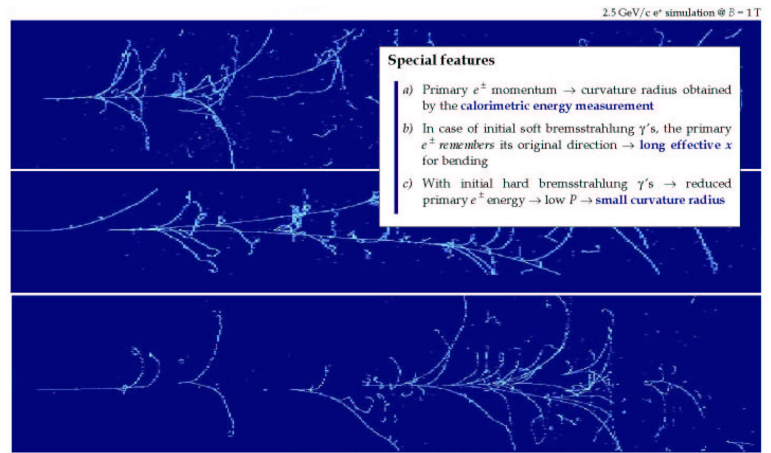 2.5 GeV/c e⁺ simulation @ B = 1 T
Special features
a) Primary e± momentum → curvature radius obtained
by the calorimetric energy measurement
b) In case of initial soft bremsstrahlung γ's, the primary
e± remembers its original direction → long effective x
for bending
c) With initial hard bremsstrahlung γ's → reduced
primary e± energy → low P → small curvature radius